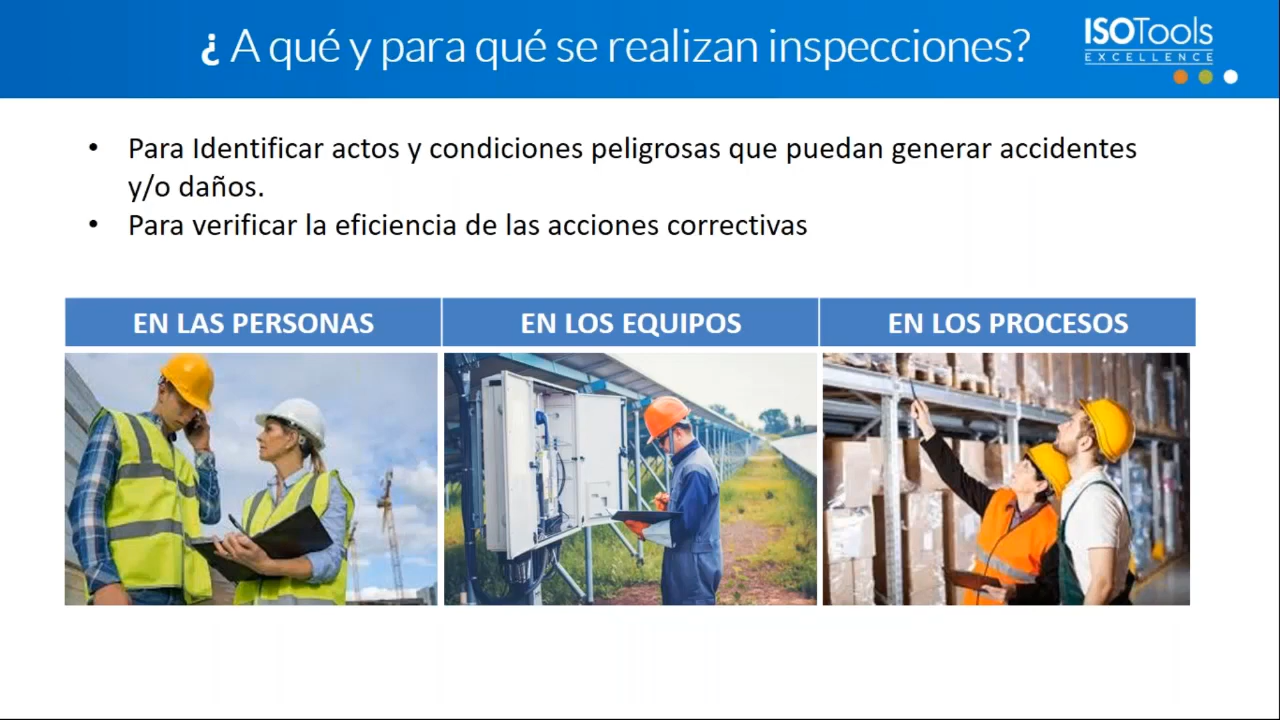 ¿ A qué y para qué se realizan inspecciones?
ISOTools
EXCELLENCE
• Para Identificar actos y condiciones peligrosas que puedan generar accidentes
y/o daños.
• Para verificar la eficiencia de las acciones correctivas
EN LAS PERSONAS
EN LOS EQUIPOS
EN LOS PROCESOS